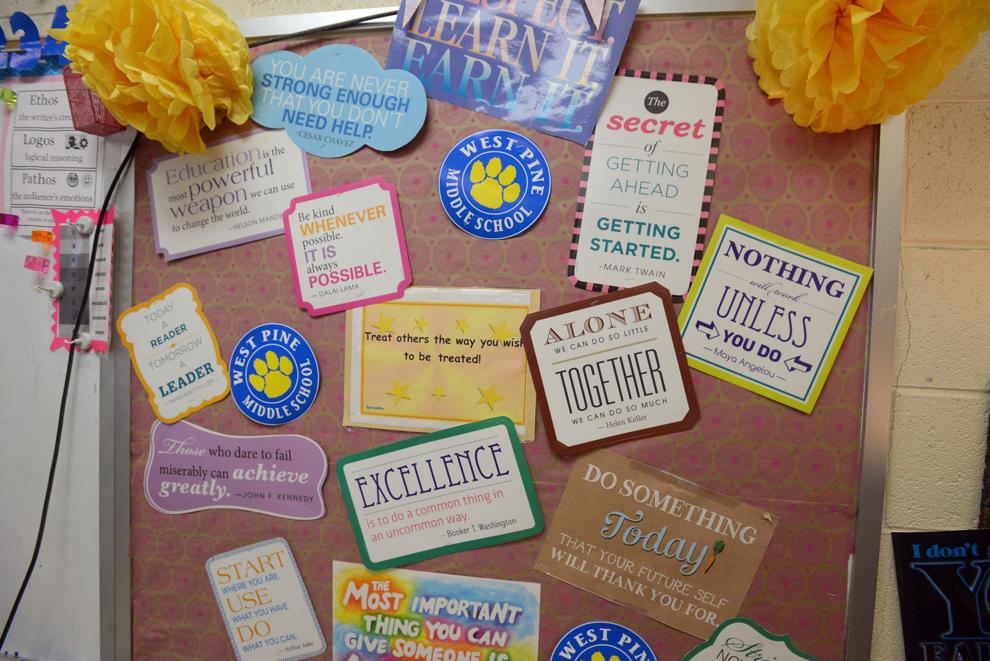 RESPECT
LEARN IT
EARN IT
Ethos
the writer's
Logos
logical reasoning
Pathos
the audience's emotions
YOU ARE NEVER
STRONG ENOUGH
THAT YOU DON'T
NEED HELP.
~CESAR CHAVEZ
Education is the
most powerful
weapon we can use
to change the world.
—NELSON
Be kind
WHENEVER
possible.
IT IS
always
POSSIBLE.
— DALAI LAMA
WEST PINE
MIDDLE SCHOOL
The
secret
of
GETTING
AHEAD
is
GETTING
STARTED.
–MARK TWAIN
NOTHING
will work
UNLESS
YOU DO
— Maya Angelou —
TODAY
A
READER
TOMORROW
A
LEADER
—MARGARET FULLER—
WEST PINE
MIDDLE SCHOOL
Treat others the way you wish
to be treated!
ALONE
WE CAN DO SO LITTLE
TOGETHER
WE CAN DO SO MUCH
— Helen Keller
Those who dare to fail
miserably can achieve
greatly. —JOHN F. KENNEDY
EXCELLENCE
is to do a common thing in
an uncommon way.
— Booker T. Washington
DO SOMETHING
Today
THAT YOUR FUTURE SELF
WILL THANK YOU FOR.
START
WHERE YOU ARE.
USE
WHAT YOU HAVE.
DO
WHAT YOU CAN.
— Arthur Ashe
THE
MOST IMPORTANT
THING YOU CAN
GIVE SOMEONE IS
WEST PINE
I don't